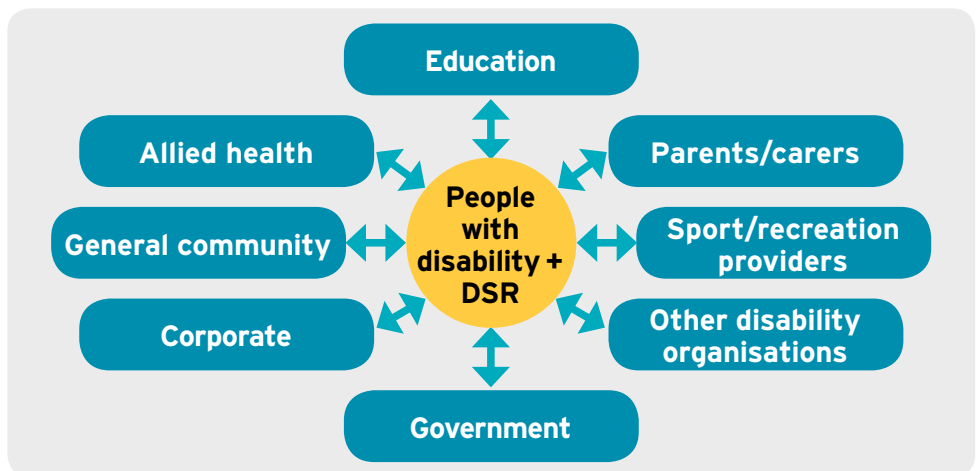 Education
Allied health
Parents/carers
People
with
disability +
DSR
General community
Sport/recreation
providers
Corporate
Other disability
organisations
Government